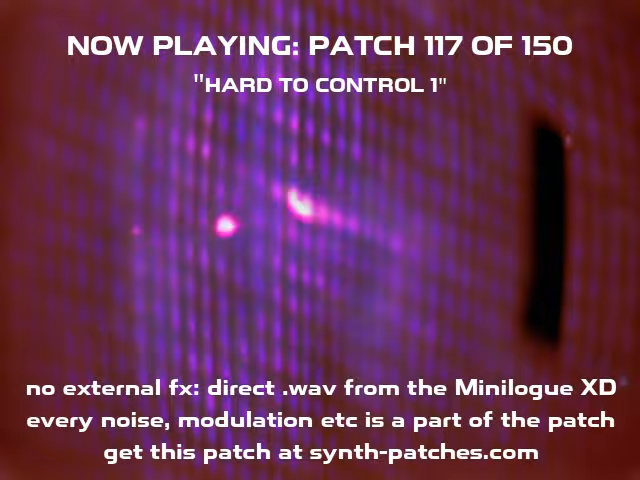 NOW PLAYING: PATCH 117 OF 150
"HARD TO CONTROL 1"
no external fx: direct .wav from the Minilogue XD
every noise, modulation etc is a part of the patch
get this patch at synth-patches.com